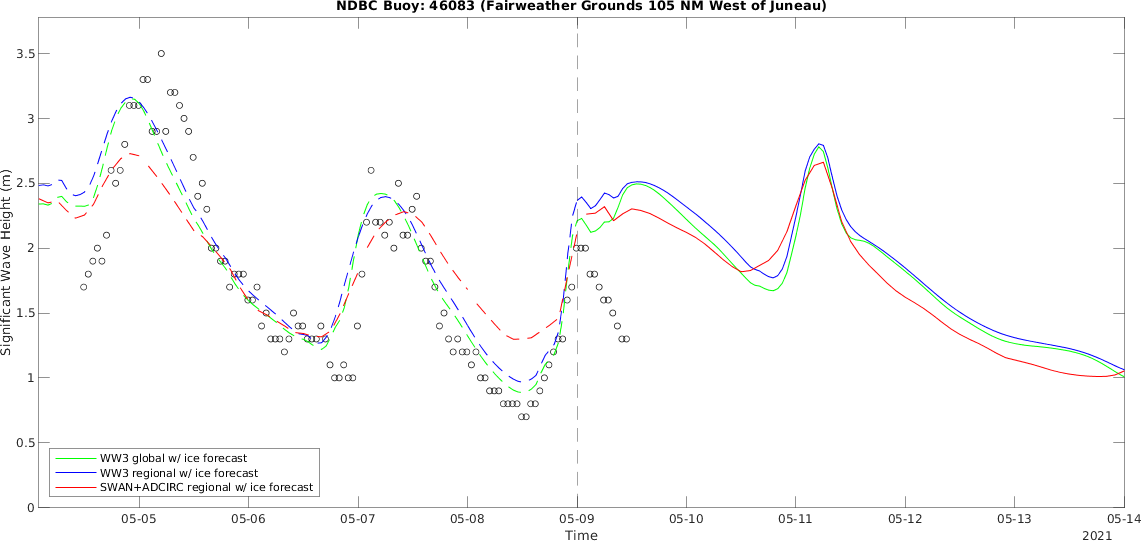 NDBC Buoy: 46083 (Fairweather Grounds 105 NM West of Juneau)
Significant Wave Height (m)
3.5
3
2.5
2
1.5
1
0.5
0
WW3 global w/ ice forecast
WW3 regional w/ ice forecast
SWAN+ADCIRC regional w/ ice forecast
05-05 05-06 05-07 05-08 05-09 05-10 05-11 05-12 05-13 05-14
Time
2021